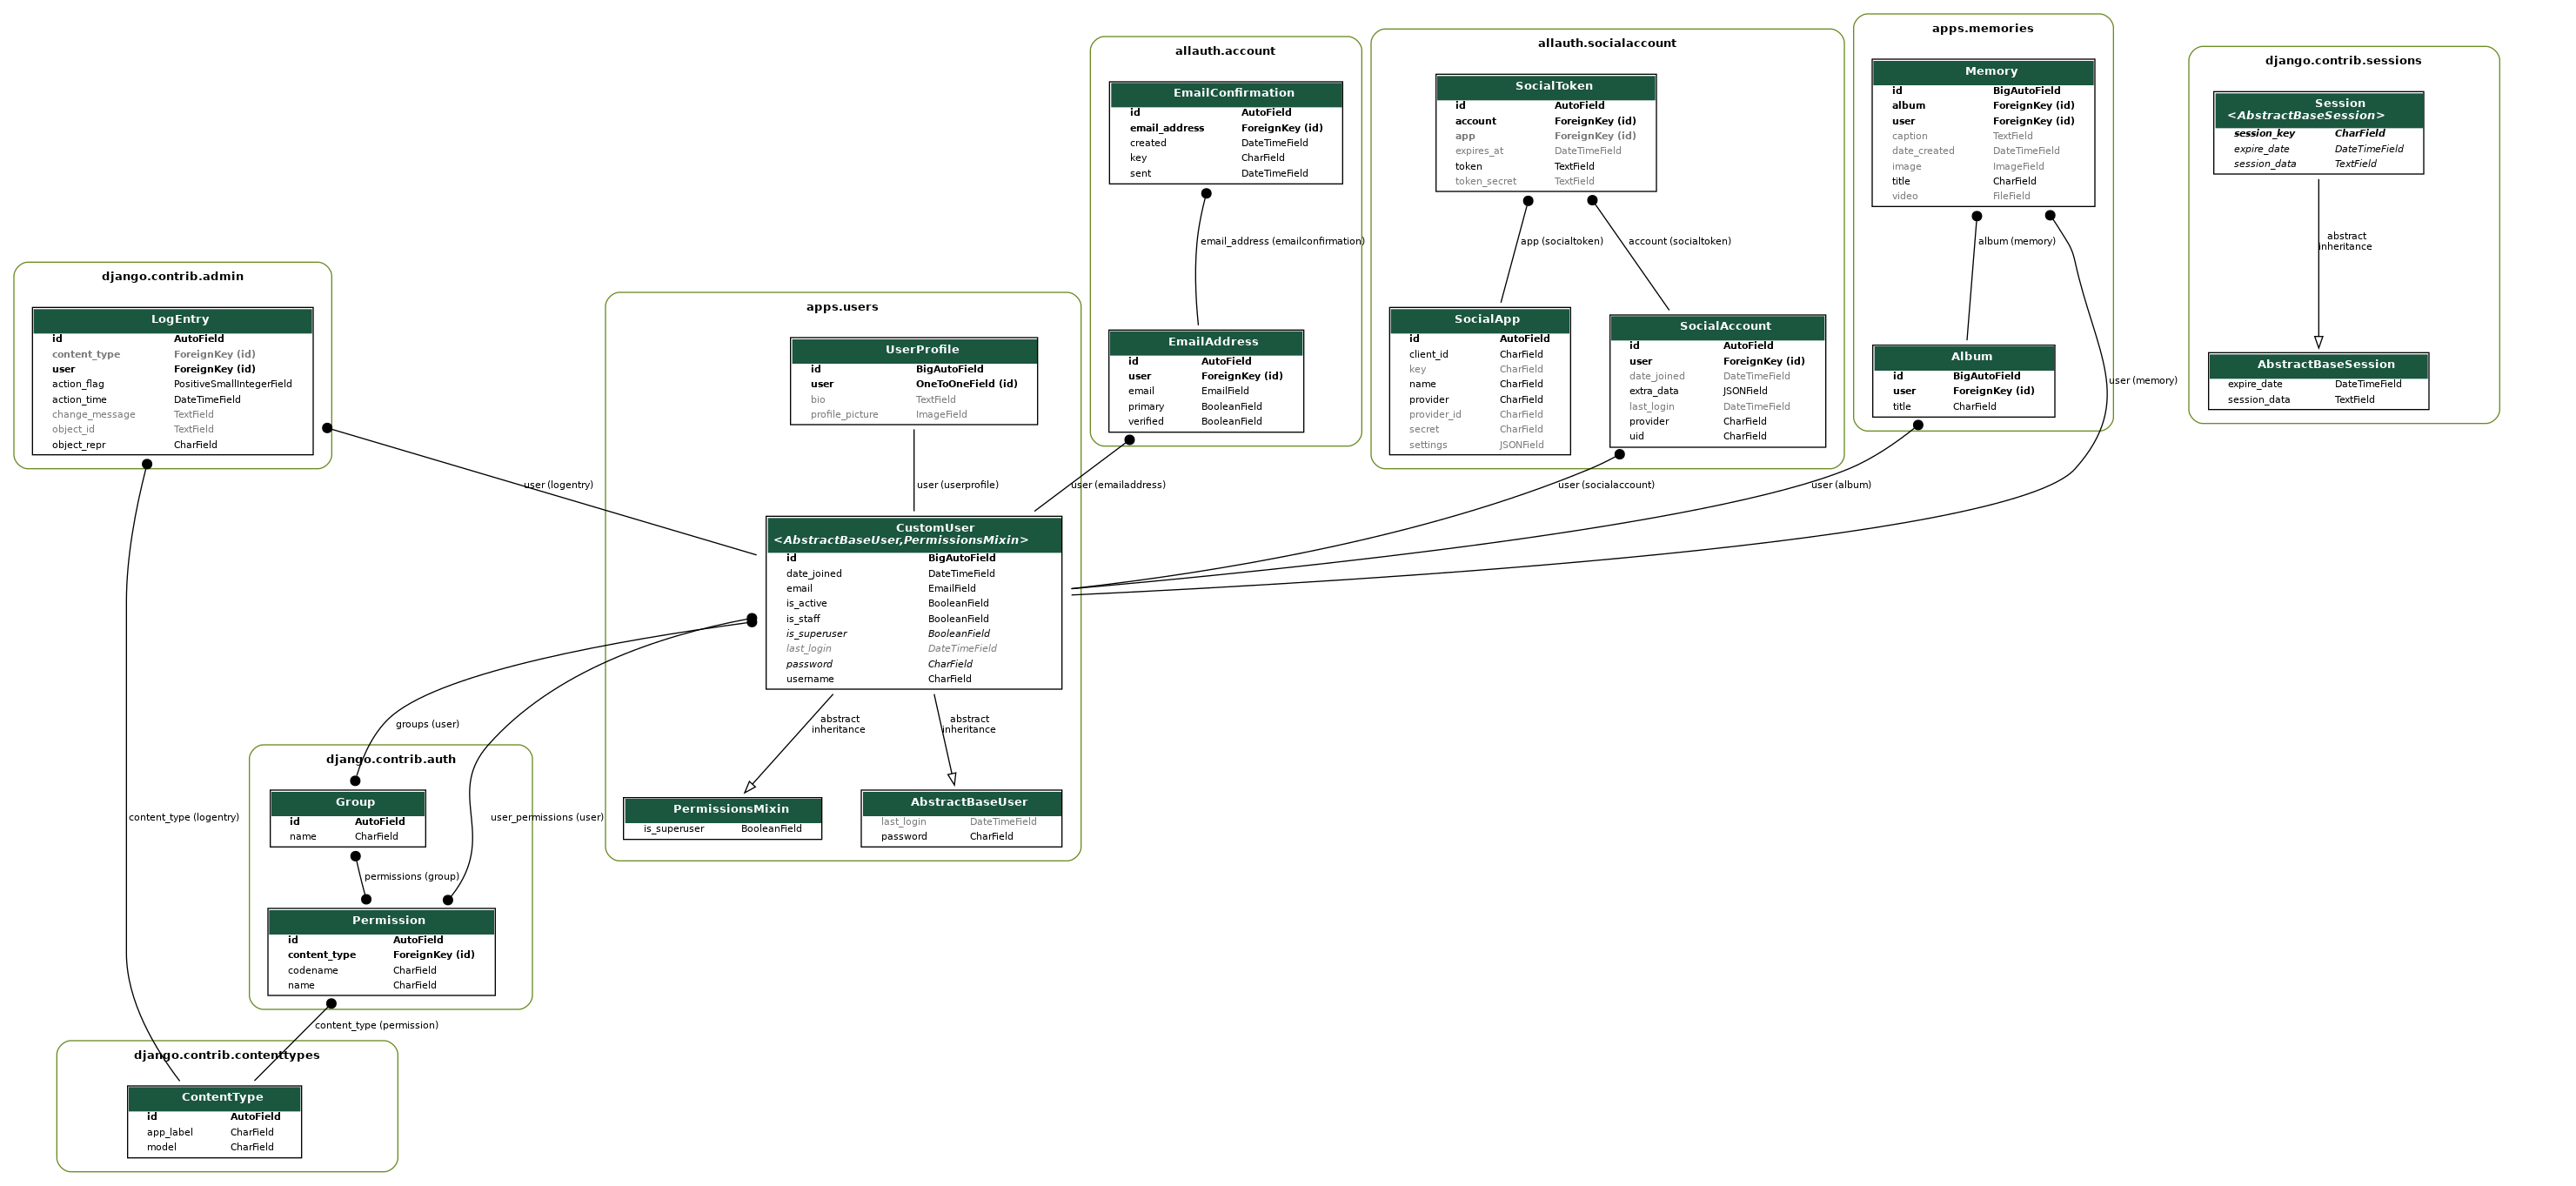 allauth.account
EmailConfirmation
id AutoField
email_address ForeignKey (id)
created DateTimeField
key CharField
sent DateTimeField
email_address (emailconfirmation)
EmailAddress
id AutoField
user ForeignKey (id)
email EmailField
primary BooleanField
verified BooleanField
user (emailaddress)
allauth.socialaccount
SocialToken
id AutoField
account ForeignKey (id)
app ForeignKey (id)
expires_at DateTimeField
token TextField
token_secret TextField
app (socialtoken)
account (socialtoken)
SocialApp
id AutoField
client_id CharField
key CharField
name CharField
provider CharField
provider_id CharField
secret CharField
settings JSONField
SocialAccount
id AutoField
user ForeignKey (id)
date_joined DateTimeField
extra_data JSONField
last_login DateTimeField
provider CharField
uid CharField
user (socialaccount)
apps.memories
Memory
id BigAutoField
album ForeignKey (id)
user ForeignKey (id)
caption TextField
date_created DateTimeField
image ImageField
title CharField
video FileField
album (memory)
user (memory)
Album
id BigAutoField
user ForeignKey (id)
title CharField
user (album)
django.contrib.sessions
Session
<AbstractBaseSession>
session_key CharField
expire_date DateTimeField
session_data TextField
abstract
inheritance
AbstractBaseSession
expire_date DateTimeField
session_data TextField
django.contrib.admin
LogEntry
id AutoField
content_type ForeignKey (id)
user ForeignKey (id)
action_flag PositiveSmallIntegerField
action_time DateTimeField
change_message TextField
object_id TextField
object_repr CharField
user (logentry)
content_type (logentry)
apps.users
UserProfile
id BigAutoField
user OneToOneField (id)
bio TextField
profile_picture ImageField
user (userprofile)
CustomUser
<AbstractBaseUser,PermissionsMixin>
id BigAutoField
date_joined DateTimeField
email EmailField
is_active BooleanField
is_staff BooleanField
is_superuser BooleanField
last_login DateTimeField
password CharField
username CharField
abstract
inheritance
abstract
inheritance
PermissionsMixin
is_superuser BooleanField
AbstractBaseUser
last_login DateTimeField
password CharField
groups (user)
user_permissions (user)
django.contrib.auth
Group
id AutoField
name CharField
permissions (group)
Permission
id AutoField
content_type ForeignKey (id)
codename CharField
name CharField
content_type (permission)
django.contrib.contenttypes
ContentType
id AutoField
app_label CharField
model CharField